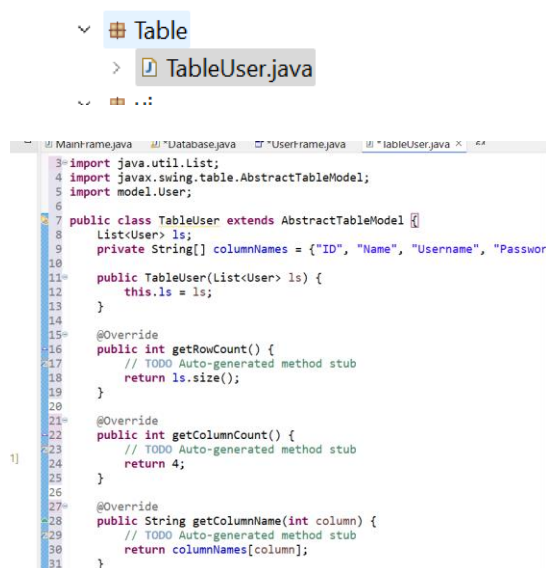 Table
TableUser.java
MainFrame.java *Database.java *UserFrame.java *TableUser.java ×
3 import java.util.List;
4 import javax.swing.table.AbstractTableModel;
5 import model.User;
6
7 public class TableUser extends AbstractTableModel {
8 List<User> ls;
9 private String[] columnNames = {"ID", "Name", "Username", "Passwor
10
11 public TableUser(List<User> ls) {
12 this.ls = ls;
13 }
14
15 @Override
16 public int getRowCount() {
17 // TODO Auto-generated method stub
18 return ls.size();
19 }
20
21 @Override
22 public int getColumnCount() {
23 // TODO Auto-generated method stub
24 return 4;
25 }
26
27 @Override
28 public String getColumnName(int column) {
29 // TODO Auto-generated method stub
30 return columnNames[column];
31 }
1]